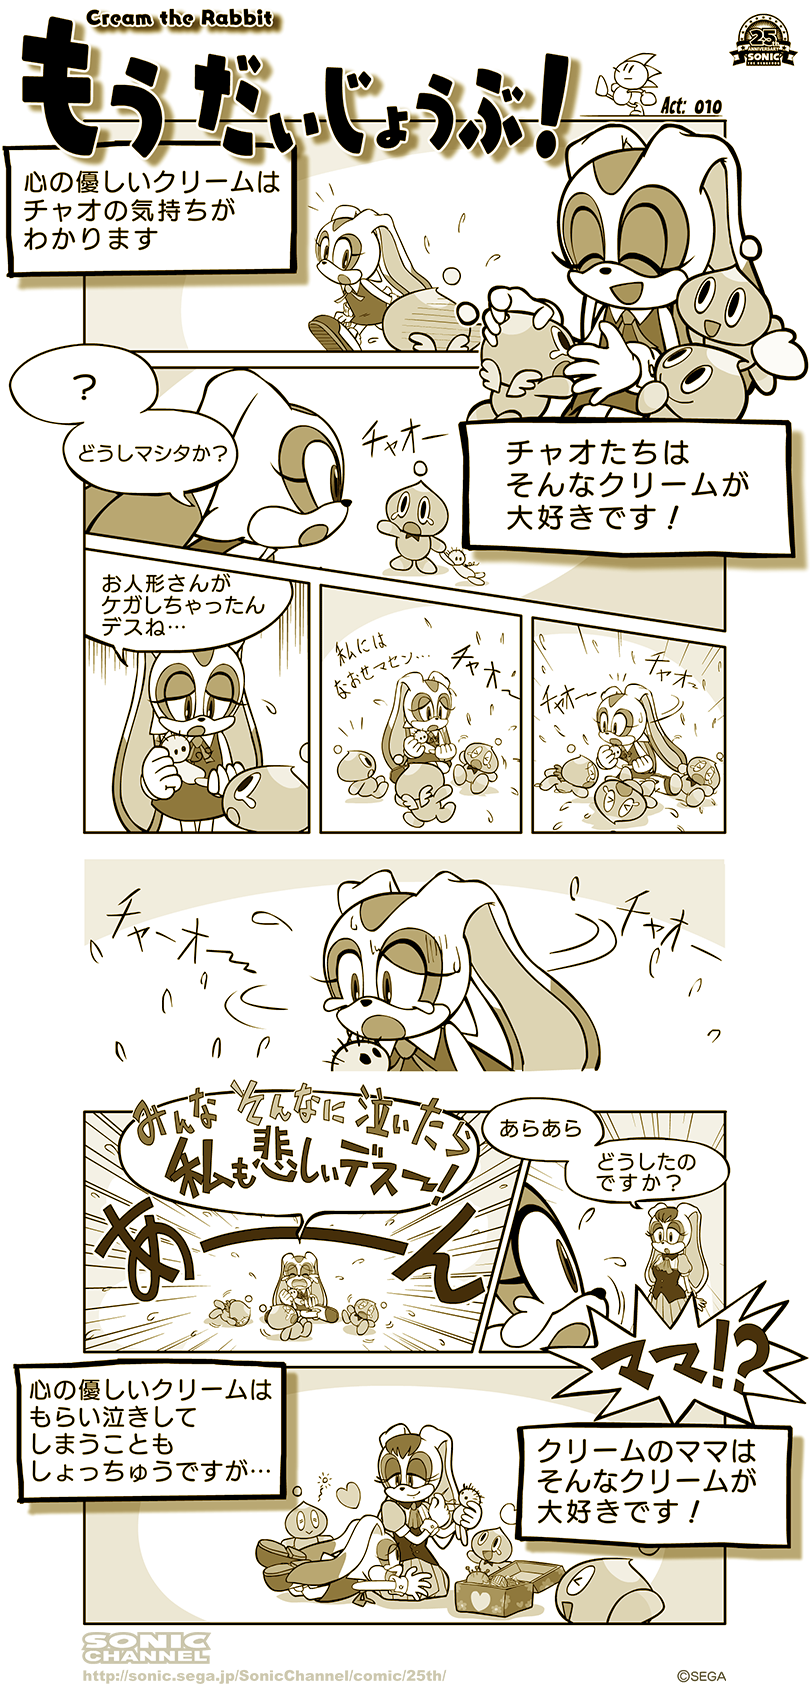 Cream the Rabbit
もうだいじょうぶ！
25th
ANNIVERSARY
SONIC
THE HEDGEHOG
Act: 010
心の優しいクリームは
チャオの気持ちが
わかります
チャオたちは
そんなクリームが
大好きです！
？
どうしマシタか？
チャオー
お人形さんが
ケガしちゃったん
デスね…
私には
なおせマセン…
チャオー
チャオー
チャオー
チャーオー
チャオー
みんな そんなに 泣いたら
私も悲しいデスー！
あーーん
あらあら
どうしたの
ですか？
ママ!?
心の優しいクリームは
もらい泣きして
しまうことも
しょっちゅうですが…
クリームのママは
そんなクリームが
大好きです！
SONIC
CHANNEL
http://sonic.sega.jp/SonicChannel/comic/25th/
©SEGA